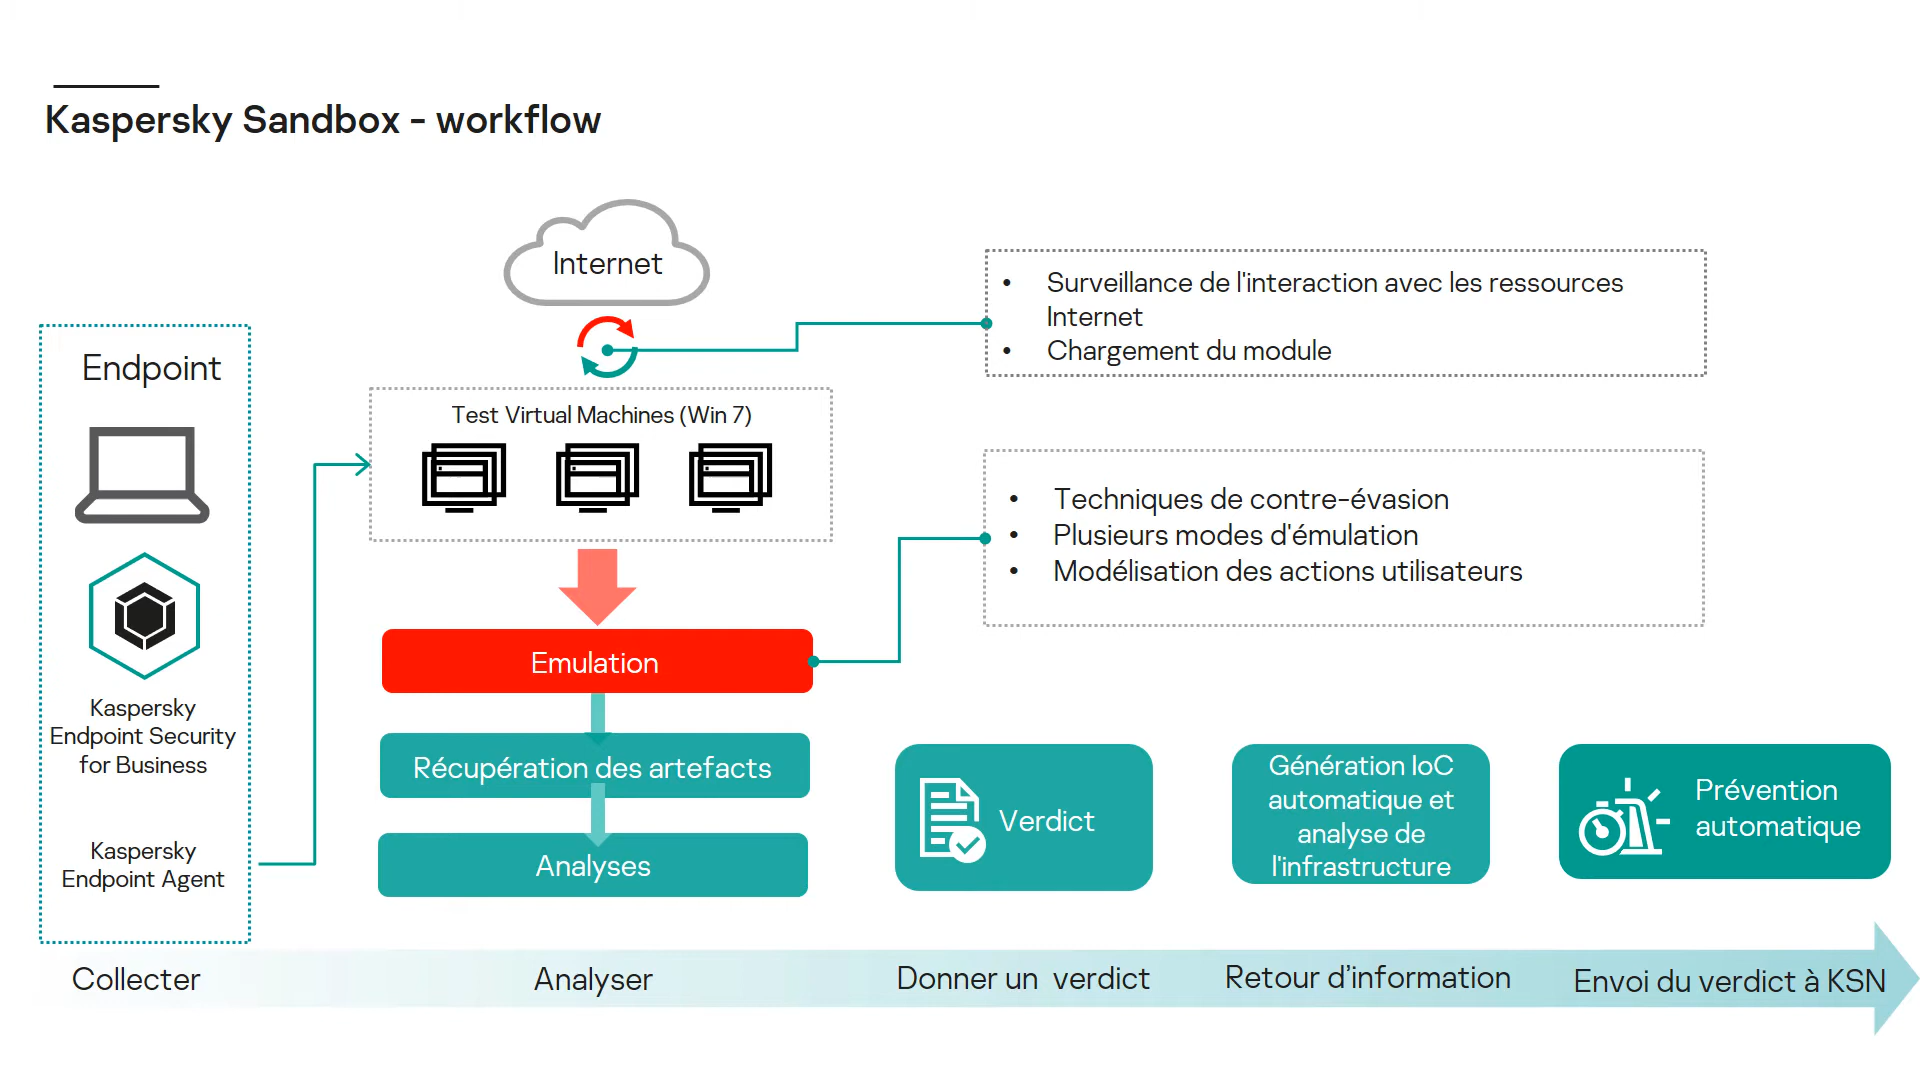 Kaspersky Sandbox - workflow
Internet
• Surveillance de l'interaction avec les ressources
Internet
• Chargement du module
Endpoint
Test Virtual Machines (Win 7)
• Techniques de contre-évasion
• Plusieurs modes d'émulation
• Modélisation des actions utilisateurs
Emulation
Kaspersky
Endpoint Security
for Business
Récupération des artefacts
Kaspersky
Endpoint Agent
Analyses
Verdict
Génération IoC
automatique et
analyse de
l'infrastructure
Prévention
automatique
Collecter
Analyser
Donner un verdict
Retour d’information
Envoi du verdict à KSN